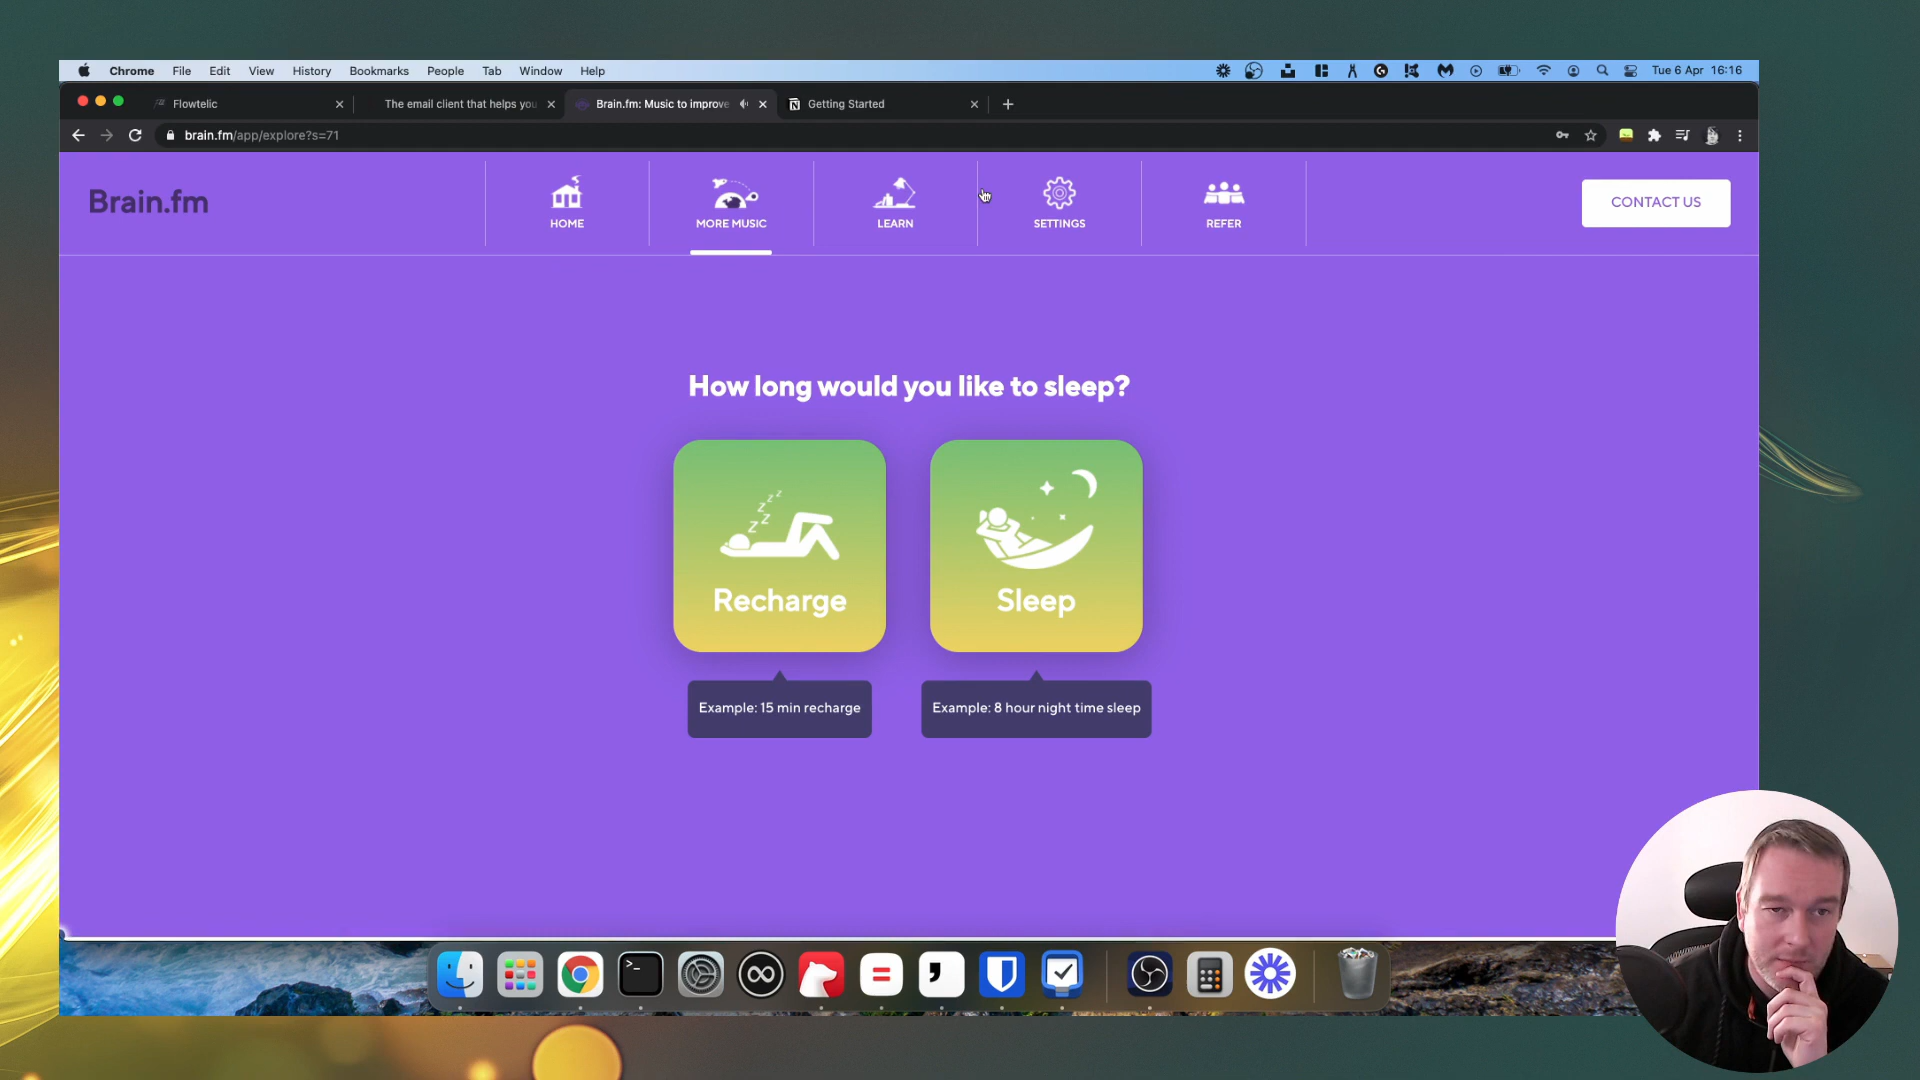 Chrome File Edit View History Bookmarks People Tab Window Help Tue 6 Apr 16:16
Flowtelic The email client that helps you Brain.fm: Music to improve Getting Started
brain.fm/app/explore?s=71
Brain.fm
HOME MORE MUSIC LEARN SETTINGS REFER
CONTACT US
How long would you like to sleep?
z z z z
Recharge Sleep
Example: 15 min recharge Example: 8 hour night time sleep